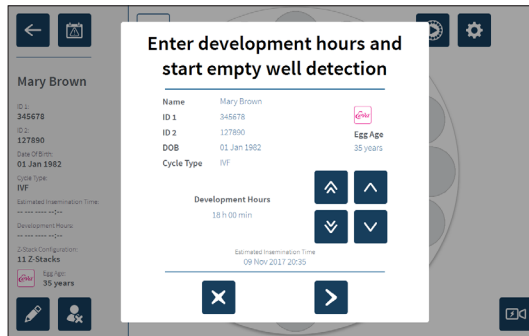 Enter development hours and
start empty well detection
Mary Brown
ID 1:
345678
ID 2:
127890
Date Of Birth:
01 Jan 1982
Cycle Type:
IVF
Estimated Insemination Time:
-- --- ---- --:--
Development Hours:
-- --- ---- --:--
Z-Stack Configuration:
11 Z-Stacks
Egg Age:
35 years
Name Mary Brown
ID 1 345678
ID 2 127890
DOB 01 Jan 1982
Cycle Type IVF
Egg Age
35 years
Development Hours
18 h 00 min
Estimated Insemination Time
09 Nov 2017 20:35